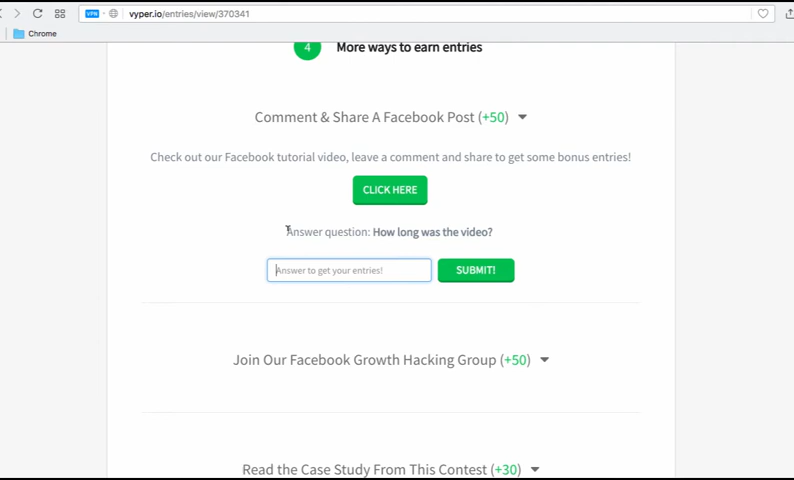 VPN vyper.io/entries/view/370341
Chrome
4 More ways to earn entries
Comment & Share A Facebook Post (+50)
Check out our Facebook tutorial video, leave a comment and share to get some bonus entries!
CLICK HERE
Answer question: How long was the video?
Answer to get your entries! SUBMIT!
Join Our Facebook Growth Hacking Group (+50)
Read the Case Study From This Contest (+30)